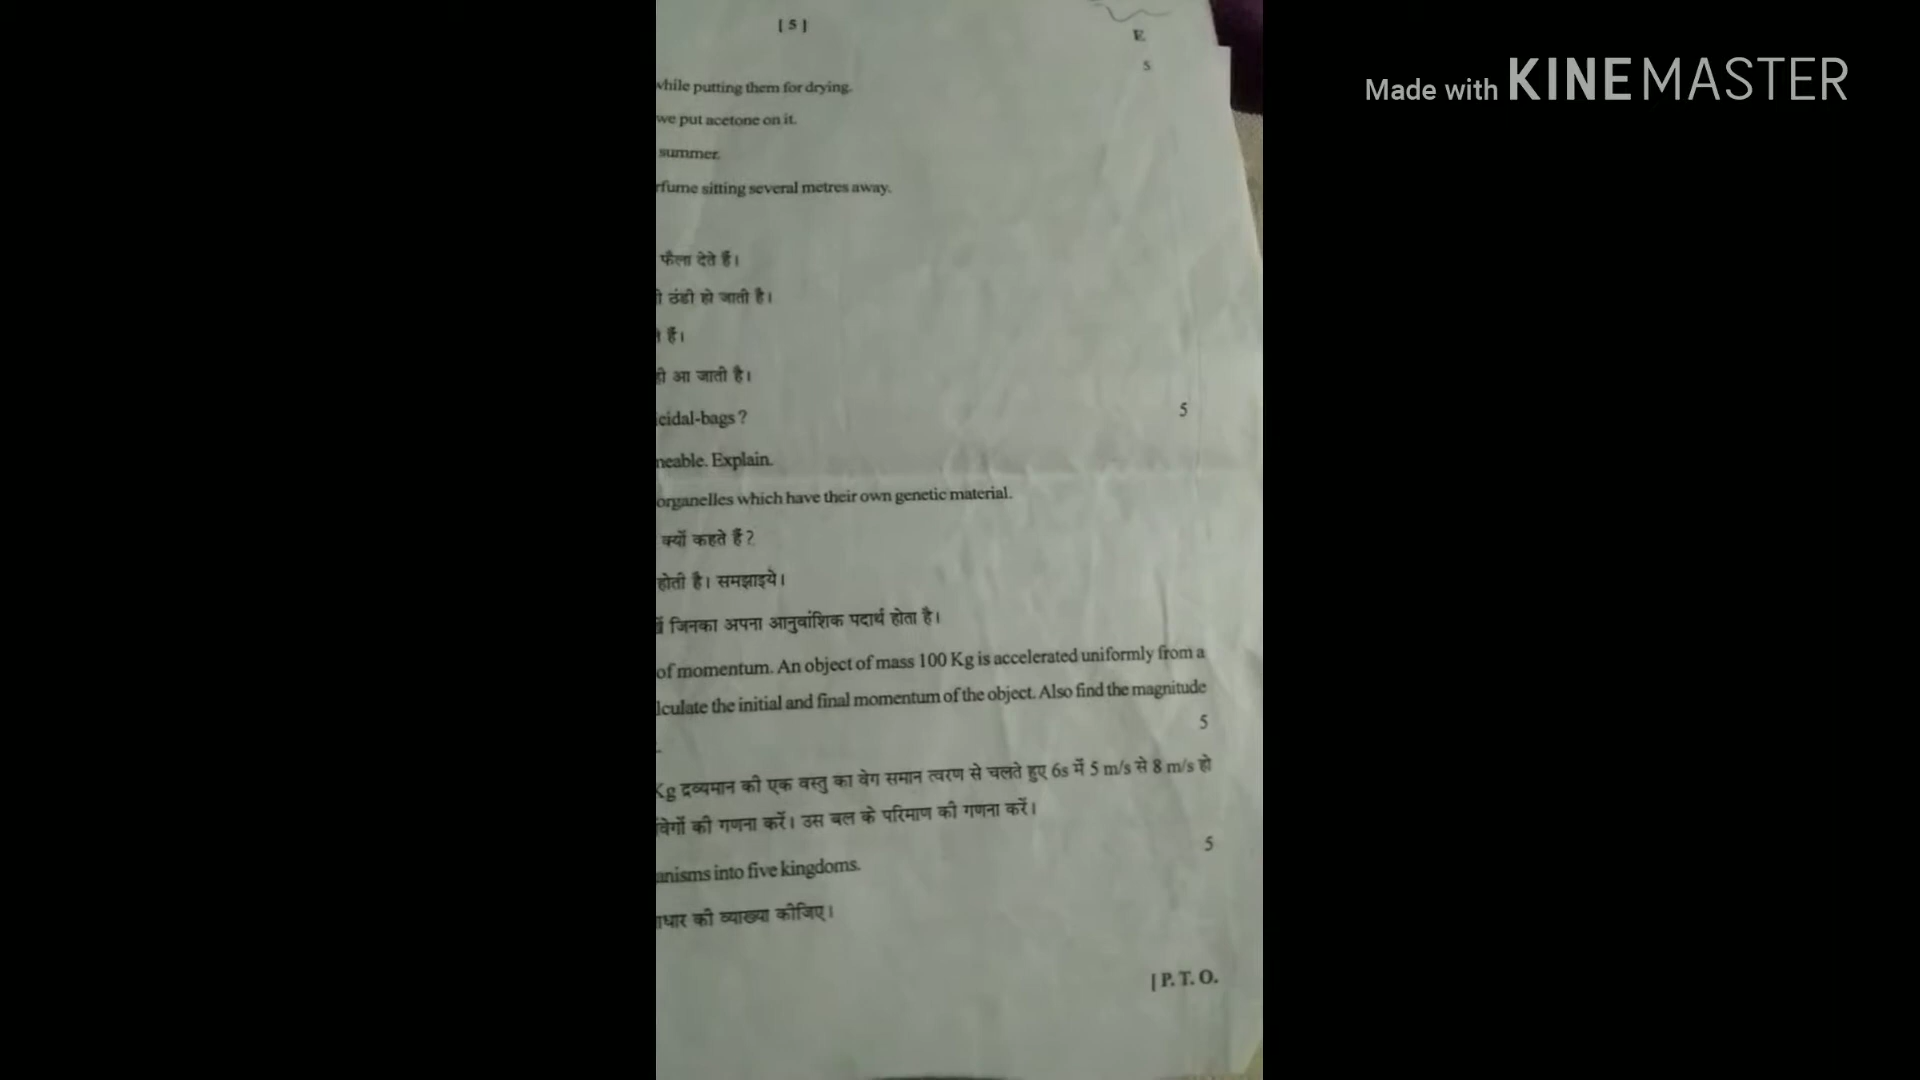 [ 5 ]
E
5
while putting them for drying.
we put acetone on it.
summer.
rfume sitting several metres away.
फैला देते हैं।
ठंडी हो जाती है।
हैं।
ही आ जाती है।
icidal-bags ?
5
meable. Explain.
organelles which have their own genetic material.
क्यों कहते हैं ?
होती है। समझाइये।
जिनका अपना आनुवांशिक पदार्थ होता है।
of momentum. An object of mass 100 Kg is accelerated uniformly from a
lculate the initial and final momentum of the object. Also find the magnitude
5
Kg द्रव्यमान की एक वस्तु का वेग समान त्वरण से चलते हुए 6s में 5 m/s से 8 m/s हो
वेगों की गणना करें। उस बल के परिमाण की गणना करें।
5
anisms into five kingdoms.
ाधार की व्याख्या कीजिए।
[ P. T. O.
Made with KINEMASTER